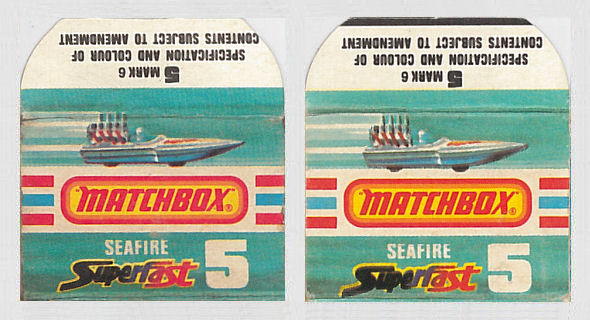 5 MARK 6
SPECIFICATION AND COLOUR OF
CONTENTS SUBJECT TO AMENDMENT
"MATCHBOX"®
SEAFIRE
Superfast 5
5 MARK 6
SPECIFICATION AND COLOUR OF
CONTENTS SUBJECT TO AMENDMENT
"MATCHBOX"®
SEAFIRE
Superfast 5